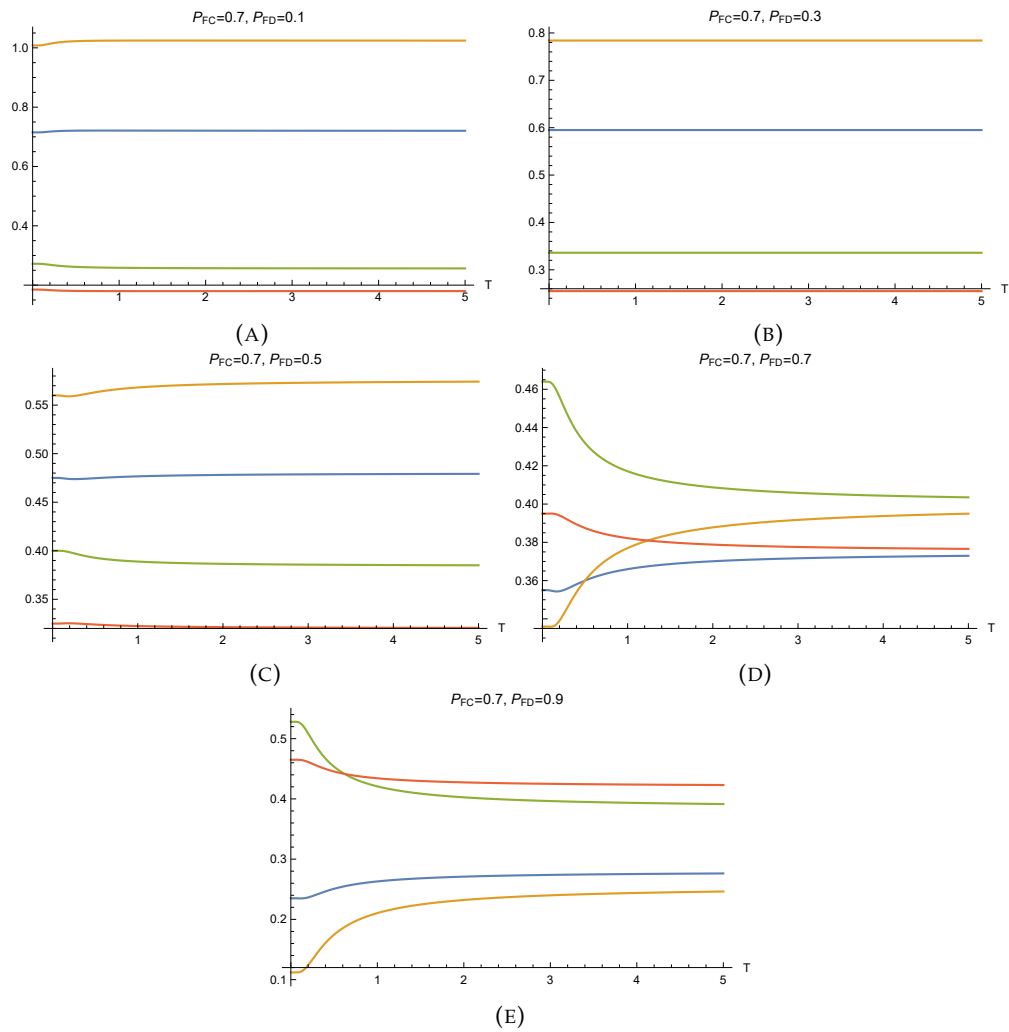 P_FC=0.7, P_FD=0.1
1.0
0.8
0.6
0.4
1 2 3 4 5 T
(A)
P_FC=0.7, P_FD=0.3
0.8
0.7
0.6
0.5
0.4
0.3
1 2 3 4 5 T
(B)
P_FC=0.7, P_FD=0.5
0.55
0.50
0.45
0.40
0.35
1 2 3 4 5 T
(C)
P_FC=0.7, P_FD=0.7
0.46
0.44
0.42
0.40
0.38
0.36
1 2 3 4 5 T
(D)
P_FC=0.7, P_FD=0.9
0.5
0.4
0.3
0.2
0.1
1 2 3 4 5 T
(E)